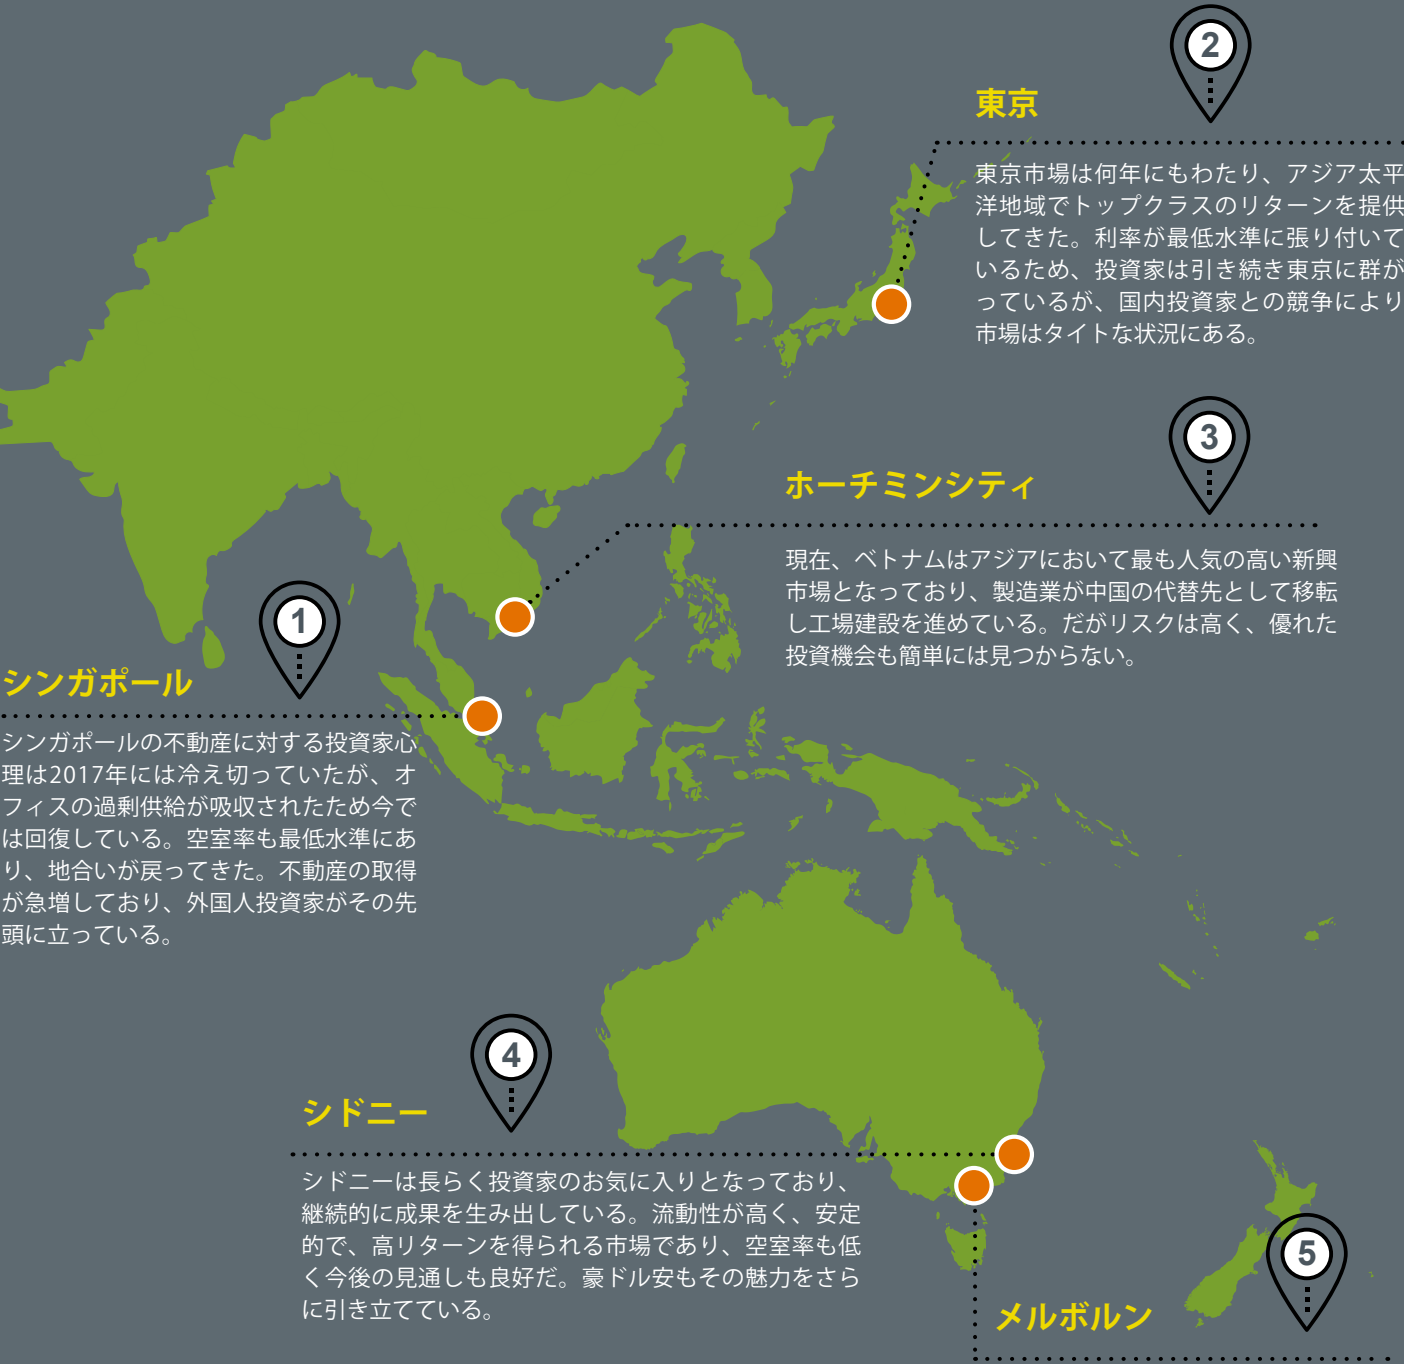 2
東京
東京市場は何年にもわたり、アジア太平
洋地域でトップクラスのリターンを提供
してきた。利率が最低水準に張り付いて
いるため、投資家は引き続き東京に群が
っているが、国内投資家との競争により
市場はタイトな状況にある。
3
ホーチミンシティ
現在、ベトナムはアジアにおいて最も人気の高い新興
市場となっており、製造業が中国の代替先として移転
し工場建設を進めている。だがリスクは高く、優れた
投資機会も簡単には見つからない。
1
シンガポール
シンガポールの不動産に対する投資家心
理は2017年には冷え切っていたが、オ
フィスの過剰供給が吸収されたため今で
は回復している。空室率も最低水準にあ
り、地合いが戻ってきた。不動産の取得
が急増しており、外国人投資家がその先
頭に立っている。
4
シドニー
シドニーは長らく投資家のお気に入りとなっており、
継続的に成果を生み出している。流動性が高く、安定
的で、高リターンを得られる市場であり、空室率も低
く今後の見通しも良好だ。豪ドル安もその魅力をさら
に引き立てている。
5
メルボルン